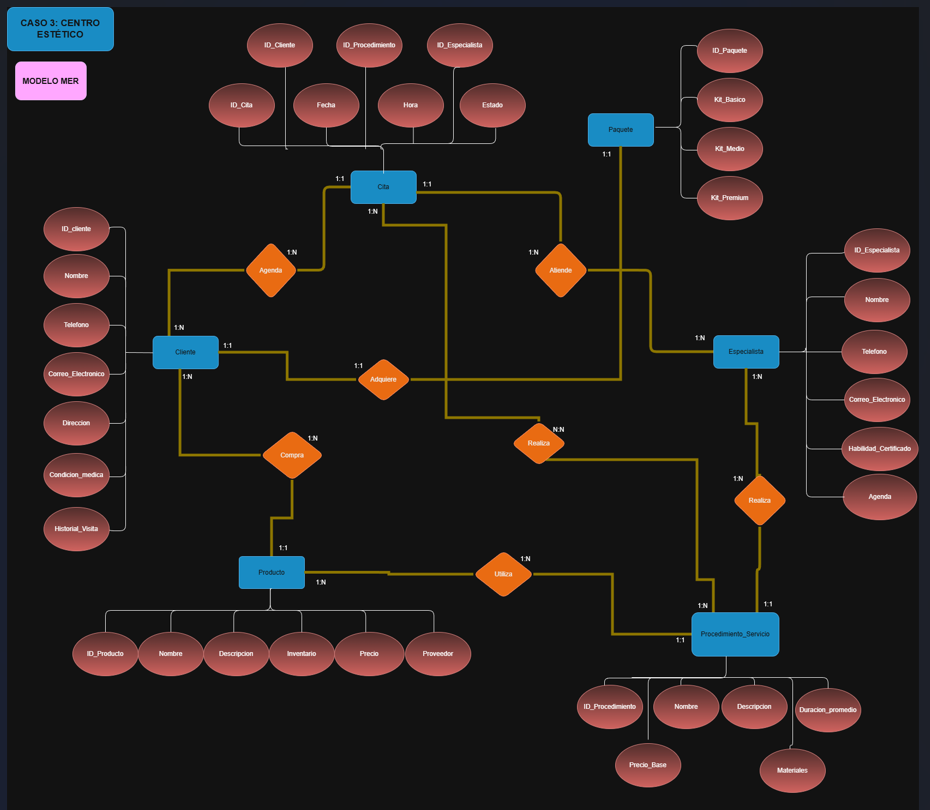 CASO 3: CENTRO
ESTÉTICO
MODELO MER
ID_Cliente
ID_Procedimiento
ID_Especialista
ID_Cita
Fecha
Hora
Estado
ID_Paquete
Kit_Basico
Kit_Medio
Kit_Premium
Paquete
1:1
1:1
Cita
1:1
1:N
ID_cliente
Nombre
Telefono
Correo_Electronico
Direccion
Condicion_medica
Historial_Visita
1:N
Agenda
1:N
Atiende
ID_Especialista
Nombre
Telefono
Correo_Electronico
Habilidad_Certificado
Agenda
1:N
Cliente
1:1
1:N
1:N
Especialista
1:N
1:1
Adquiere
1:N
Compra
N:N
Realiza
1:N
Realiza
1:1
Producto
1:N
1:N
Utiliza
1:N
1:1
Procedimiento_Servicio
1:1
ID_Producto
Nombre
Descripcion
Inventario
Precio
Proveedor
ID_Procedimiento
Nombre
Descripcion
Duracion_promedio
Precio_Base
Materiales